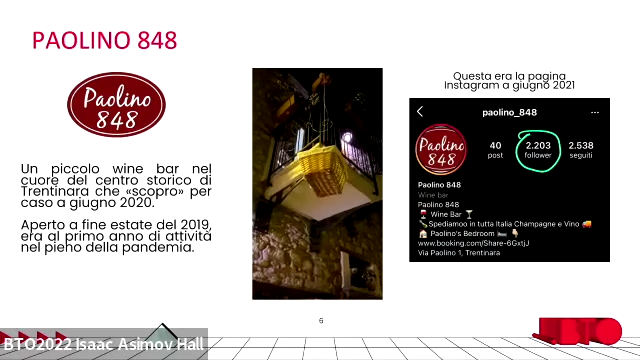 PAOLINO 848
Paolino
848
Un piccolo wine bar nel
cuore del centro storico di
Trentinara che «scopro» per
caso a giugno 2020.
Aperto a fine estate del 2019,
era al primo anno di attività
nel pieno della pandemia.
Questa era la pagina
Instagram a giugno 2021
paolino_848
Paolino
848
40
post
2.203
follower
2.538
seguiti
Paolino 848
Wine bar
Paolino 848
Wine Bar
Spediamoo in tutta Italia Champagne e Vino
Paolino's Bedroom
www.booking.com/Share-6GxtjJ
Via Paolino 1, Trentinara
6
BTO2022 Isaac Asimov Hall
BTO